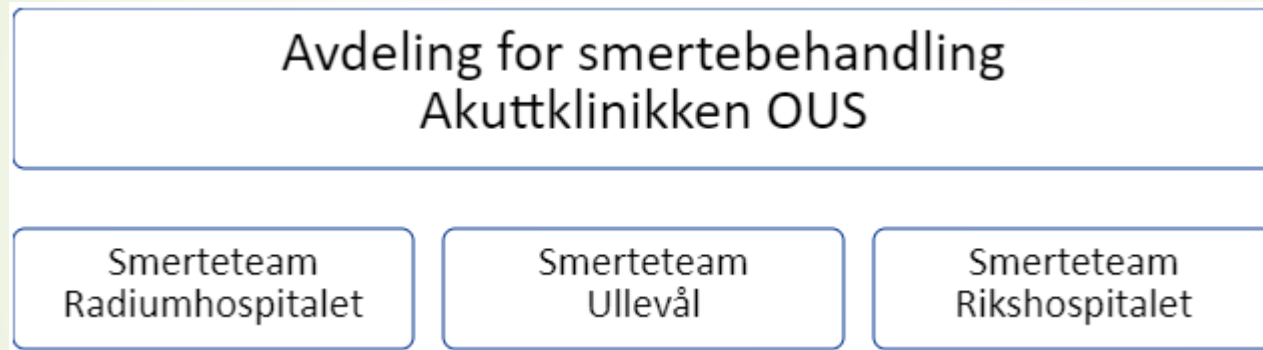 Avdeling for smertebehandling
Akuttklinikken OUS
Smerteteam
Radiumhospitalet
Smerteteam
Ullevål
Smerteteam
Rikshospitalet